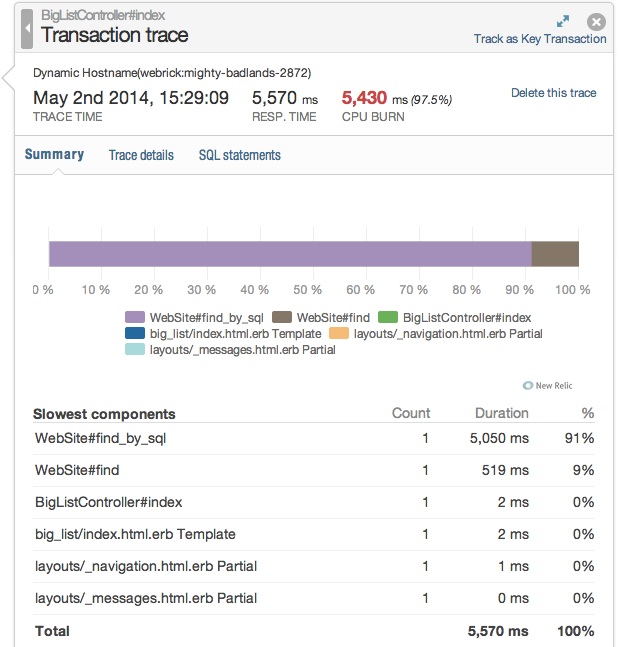 BigListController#index
Transaction trace
Track as Key Transaction
Dynamic Hostname(webrick:mighty-badlands-2872)
May 2nd 2014, 15:29:09 5,570 ms 5,430 ms (97.5%) Delete this trace
TRACE TIME RESP. TIME CPU BURN
Summary Trace details SQL statements
0 % 10 % 20 % 30 % 40 % 50 % 60 % 70 % 80 % 90 % 100 %
WebSite#find_by_sql WebSite#find BigListController#index
big_list/index.html.erb Template layouts/_navigation.html.erb Partial
layouts/_messages.html.erb Partial
New Relic
Slowest components Count Duration %
WebSite#find_by_sql 1 5,050 ms 91%
WebSite#find 1 519 ms 9%
BigListController#index 1 2 ms 0%
big_list/index.html.erb Template 1 2 ms 0%
layouts/_navigation.html.erb Partial 1 1 ms 0%
layouts/_messages.html.erb Partial 1 0 ms 0%
Total 5,570 ms 100%